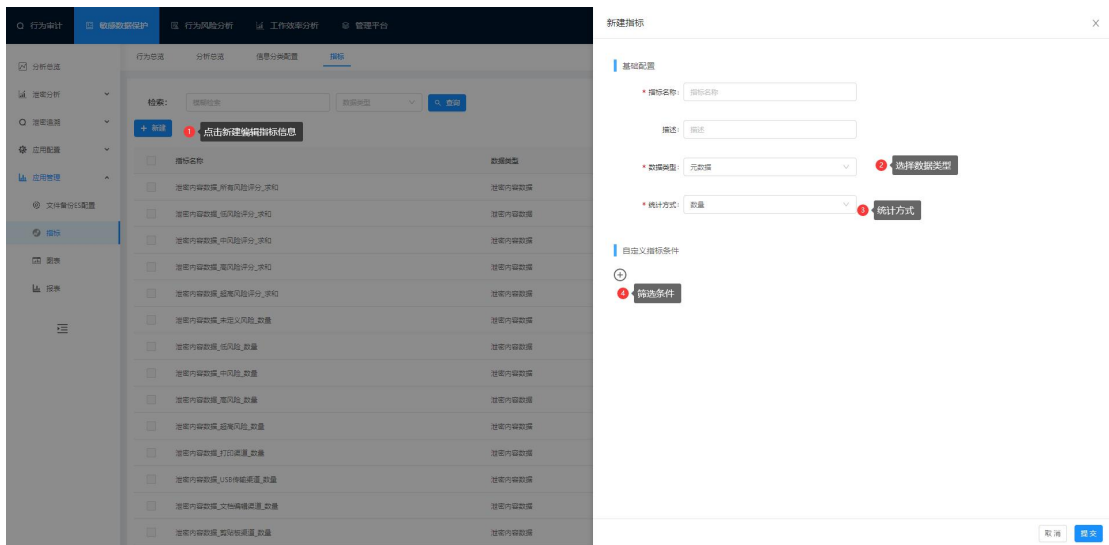 行为审计 敏感数据保护 行为风险分析 工作效率分析 管理平台
分析总览
泄密分析
泄密追溯
应用配置
应用管理
文件备份ES配置
指标
图表
报表
行为总览 分析总览 信息分类配置 指标
检索： 模糊检索 数据类型 查询
+ 新建 1 点击新建编辑指标信息
指标名称 数据类型
泄密内容数据_所有风险评分_求和 泄密内容数据
泄密内容数据_低风险评分_求和 泄密内容数据
泄密内容数据_中风险评分_求和 泄密内容数据
泄密内容数据_高风险评分_求和 泄密内容数据
泄密内容数据_超高风险评分_求和 泄密内容数据
泄密内容数据_未定义风险_数量 泄密内容数据
泄密内容数据_低风险_数量 泄密内容数据
泄密内容数据_中风险_数量 泄密内容数据
泄密内容数据_高风险_数量 泄密内容数据
泄密内容数据_超高风险_数量 泄密内容数据
泄密内容数据_打印渠道_数量 泄密内容数据
泄密内容数据_USB传输渠道_数量 泄密内容数据
泄密内容数据_文档编辑渠道_数量 泄密内容数据
泄密内容数据_剪贴板渠道_数量 泄密内容数据
新建指标
基础配置
* 指标名称： 指标名称
描述： 描述
* 数据类型： 元数据 2 选择数据类型
* 统计方式： 数量 3 统计方式
自定义指标条件
4 筛选条件
取消 提交